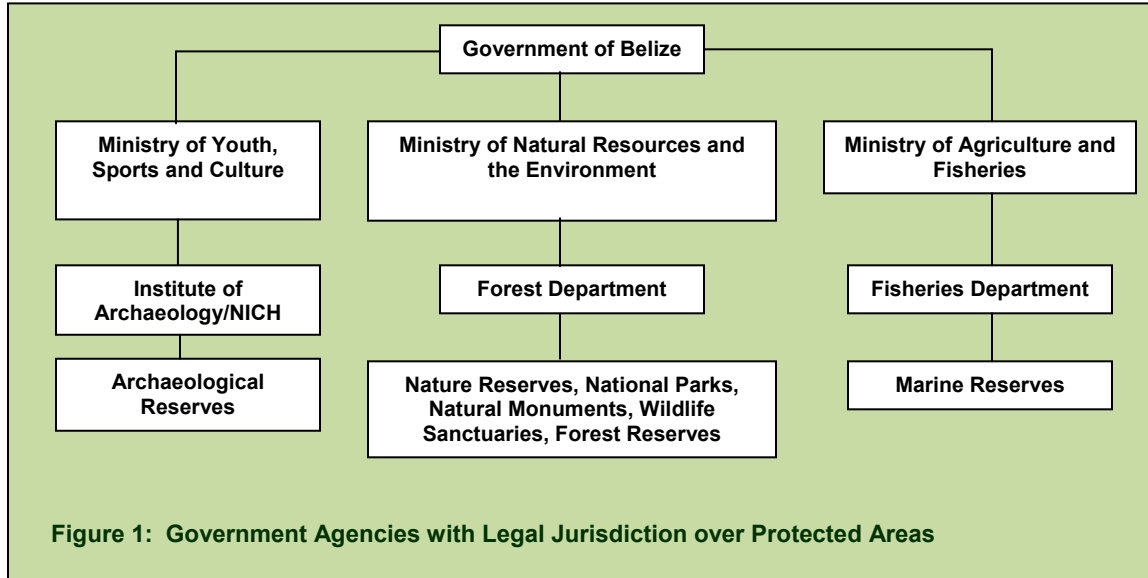 Government of Belize
Ministry of Youth,
Sports and Culture
Ministry of Natural Resources and
the Environment
Ministry of Agriculture and
Fisheries
Institute of
Archaeology/NICH
Forest Department
Fisheries Department
Archaeological
Reserves
Nature Reserves, National Parks,
Natural Monuments, Wildlife
Sanctuaries, Forest Reserves
Marine Reserves
Figure 1:  Government Agencies with Legal Jurisdiction over Protected Areas